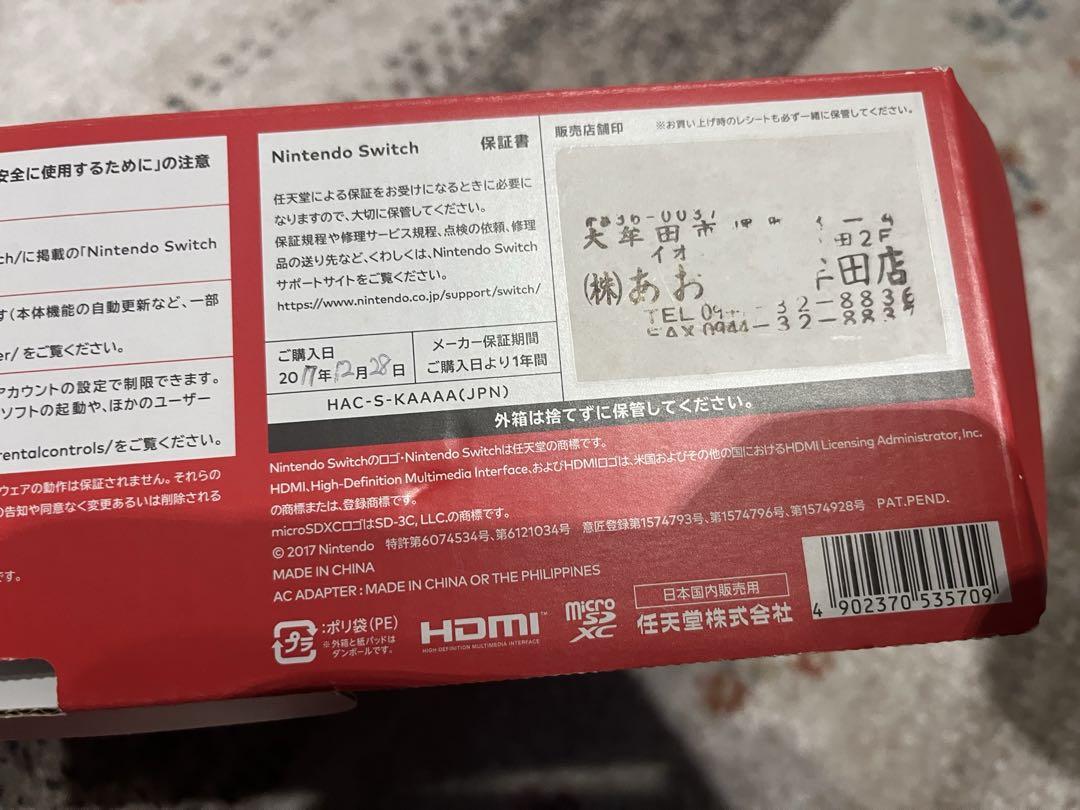 安全に使用するために」の注意
ch/に掲載の「Nintendo Switch
す(本体機能の自動更新など、一部
er/ をご覧ください。
アカウントの設定で制限できます。
ソフトの起動や、ほかのユーザー
rentalcontrols/をご覧ください。
ウェアの動作は保証されません。それらの
の告知や同意なく変更あるいは削除される
です。
Nintendo Switch 保証書
任天堂による保証をお受けになるときに必要に
なりますので、大切に保管してください。
保証規程や修理サービス規程、点検の依頼、修理
品の送り先など、くわしくは、Nintendo Switch
サポートサイトをご覧ください。
https://www.nintendo.co.jp/support/switch/
ご購入日
2017年12月28日
メーカー保証期間
ご購入日より1年間
HAC-S-KAAAA(JPN)
販売店舗印 ※お買い上げ時のレシートも必ず一緒に保管してください。
836-0037
大牟田市
田2F
イオ
(株)あお 田店
TEL 09 32-8836
FAX 0944-32-8839
外箱は捨てずに保管してください。
Nintendo Switchのロゴ・Nintendo Switchは任天堂の商標です。
HDMI、High-Definition Multimedia Interface、およびHDMIロゴは、米国およびその他の国におけるHDMI Licensing Administrator, Inc.
の商標または、登録商標です。
microSDXCロゴはSD-3C, LLC.の商標です。
© 2017 Nintendo 特許第6074534号、第6121034号 意匠登録第1574793号、第1574796号、第1574928号 PAT.PEND.
MADE IN CHINA
AC ADAPTER : MADE IN CHINA OR THE PHILIPPINES
プラ
:ポリ袋(PE)
※外箱と紙パッドは
ダンボールです。
HDMI™
HIGH-DEFINITION MULTIMEDIA INTERFACE
micro
SD
XC
日本国内販売用
任天堂株式会社
4 902370 535709